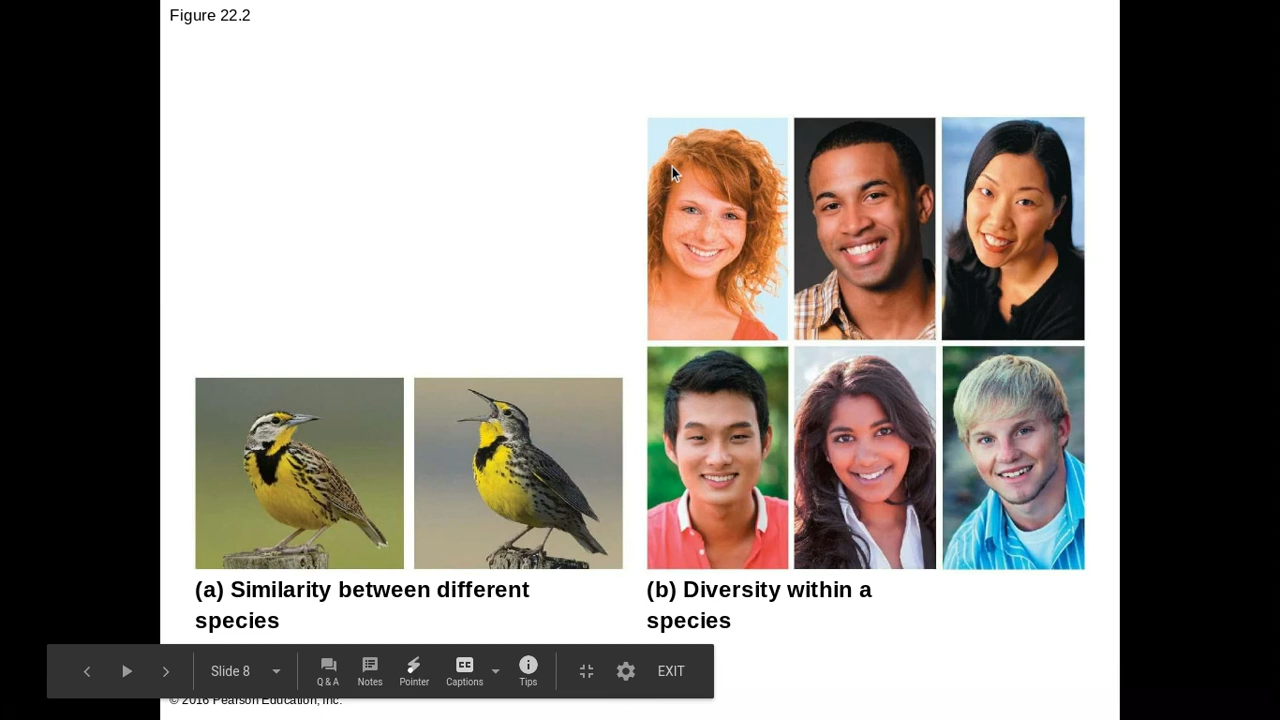 Figure 22.2
(a) Similarity between different
species
(b) Diversity within a
species
Slide 8
Q & A
Notes
Pointer
CC
Captions
Tips
EXIT
© 2016 Pearson Education, Inc.